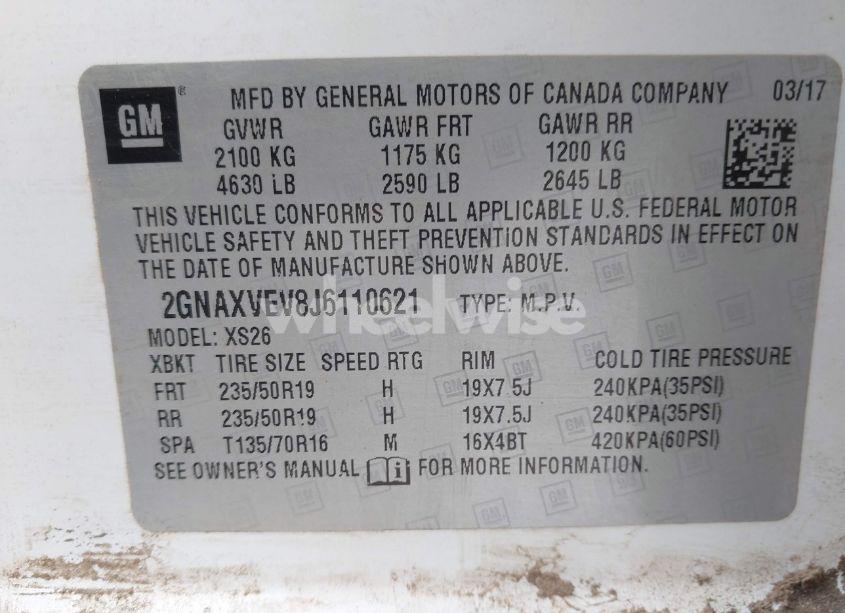 GM ® MFD BY GENERAL MOTORS OF CANADA COMPANY 03/17
GVWR GAWR FRT GAWR RR
2100 KG 1175 KG 1200 KG
4630 LB 2590 LB 2645 LB
THIS VEHICLE CONFORMS TO ALL APPLICABLE U.S. FEDERAL MOTOR
VEHICLE SAFETY AND THEFT PREVENTION STANDARDS IN EFFECT ON
THE DATE OF MANUFACTURE SHOWN ABOVE.
2GNAXVEV8J6110621 TYPE: M.P.V.
wheelwise
MODEL: XS26
XBKT TIRE SIZE SPEED RTG RIM COLD TIRE PRESSURE
FRT 235/50R19 H 19X7.5J 240KPA(35PSI)
RR 235/50R19 H 19X7.5J 240KPA(35PSI)
SPA T135/70R16 M 16X4BT 420KPA(60PSI)
SEE OWNER'S MANUAL i FOR MORE INFORMATION.